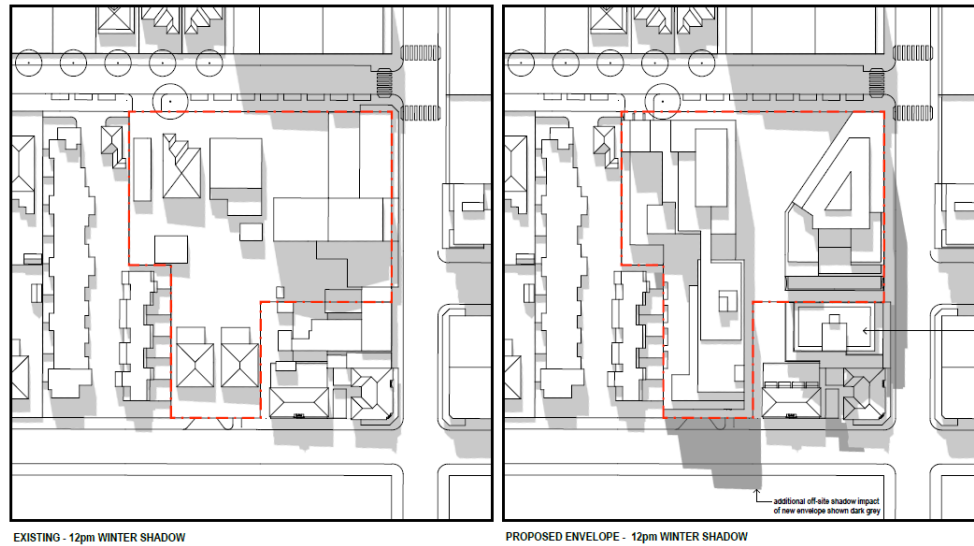 additional off-site shadow impact
of new envelope shown dark grey
EXISTING - 12pm WINTER SHADOW
PROPOSED ENVELOPE - 12pm WINTER SHADOW